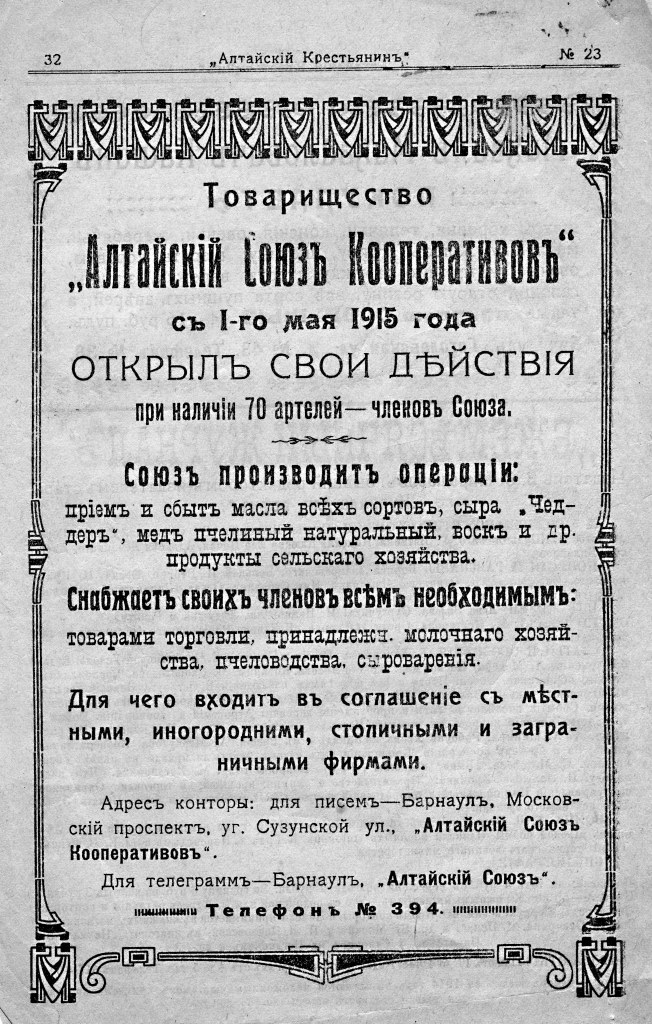 32
„Алтайскій Крестьянинъ“
№ 23
Товарищество
„Алтайскій Союзъ Кооперативовъ“
съ 1-го мая 1915 года
ОТКРЫЛЪ СВОИ ДѢЙСТВІЯ
при наличіи 70 артелей—членовъ Союза.
Союзъ производитъ операціи:
пріемъ и сбытъ масла всѣхъ сортовъ, сыра „Чед-
деръ“, медъ пчелиный натуральный, воскъ и др.
продукты сельскаго хозяйства.
Снабжаетъ своихъ членовъ всѣмъ необходимымъ:
товарами торговли, принадлежн. молочнаго хозяй-
ства, пчеловодства, сыроваренія.
Для чего входитъ въ соглашеніе съ мѣст-
ными, иногородними, столичными и загра-
ничными фирмами.
Адресъ конторы: для писемъ—Барнаулъ, Москов-
скій проспектъ, уг. Сузунской ул., „Алтайскій Союзъ
Кооперативовъ“.
Для телеграммъ—Барнаулъ, „Алтайскій Союзъ“.
Телефонъ № 394.